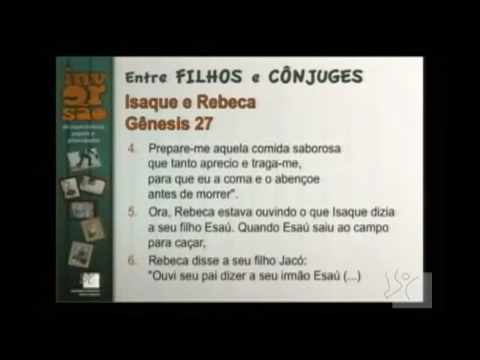 inv
er
são
Entre FILHOS e CÔNJUGES
Isaque e Rebeca
Gênesis 27
4. Prepare-me aquela comida saborosa
que tanto aprecio e traga-me,
para que eu a coma e o abençoe
antes de morrer".
5. Ora, Rebeca estava ouvindo o que Isaque dizia
a seu filho Esaú. Quando Esaú saiu ao campo
para caçar,
6. Rebeca disse a seu filho Jacó:
"Ouvi seu pai dizer a seu irmão Esaú (...)